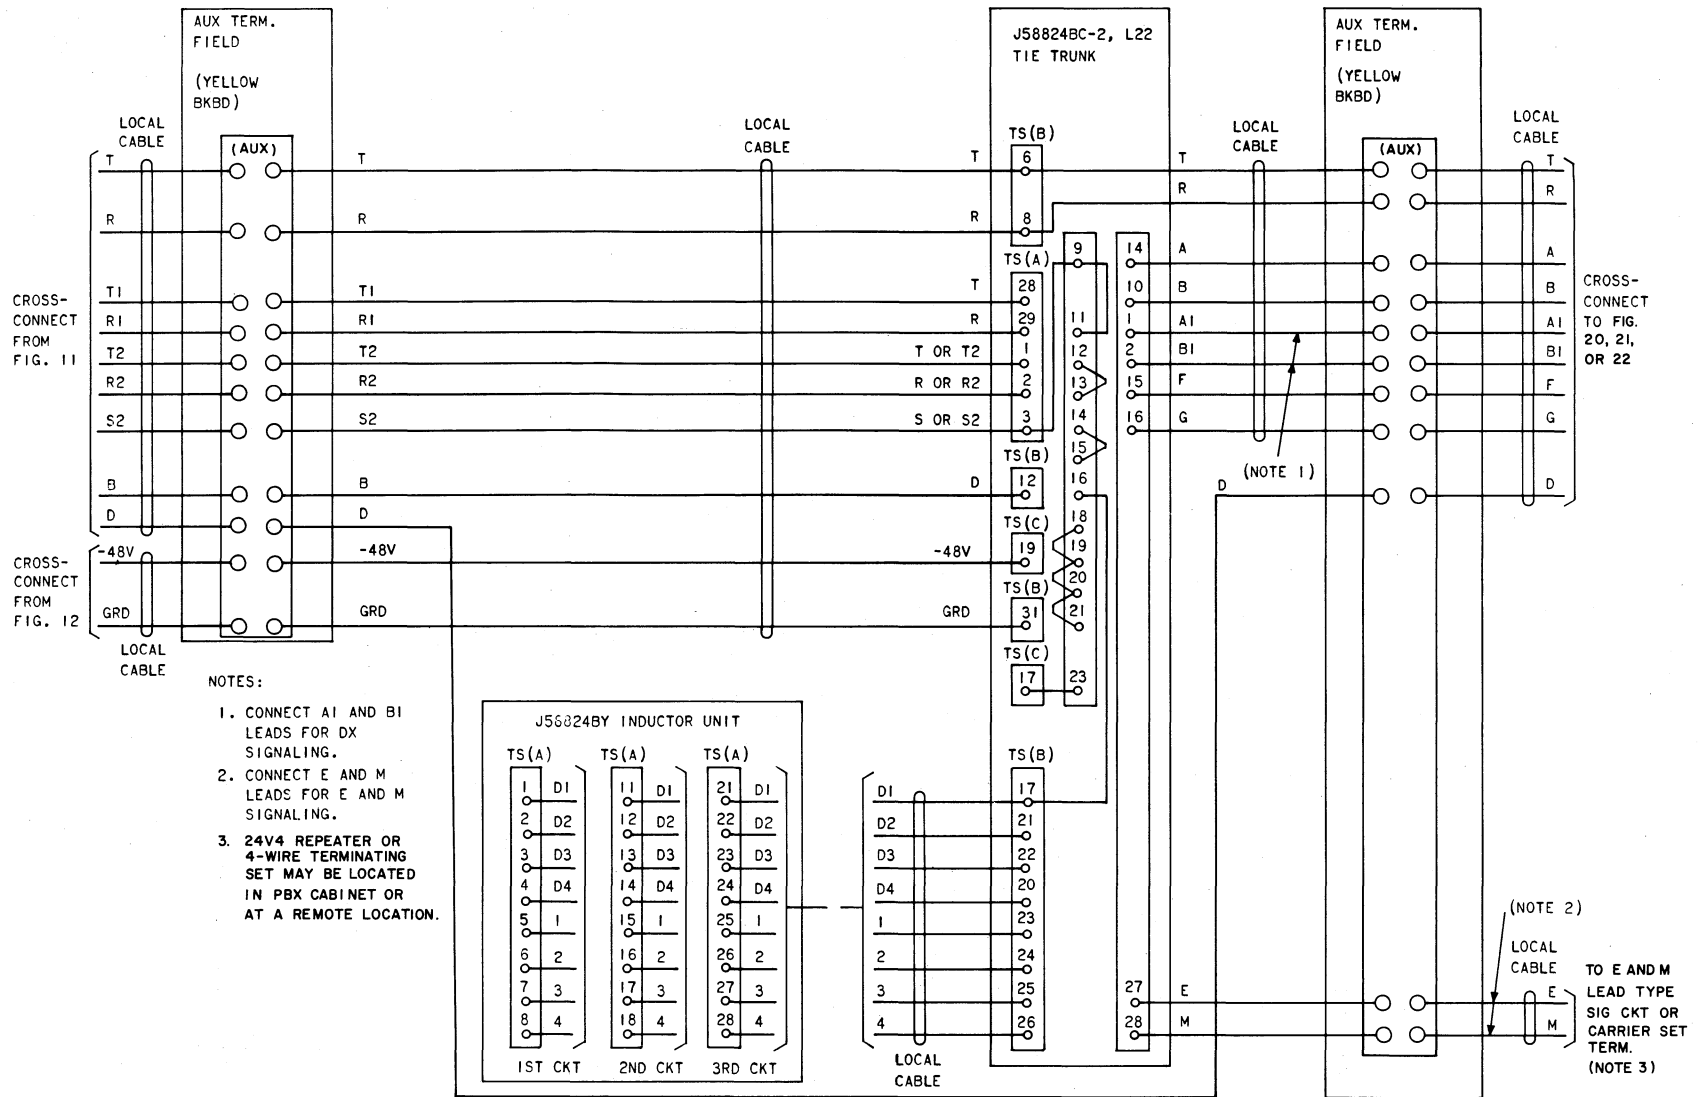 AUX TERM.
FIELD
(YELLOW
BKBD)
LOCAL
CABLE
(AUX)
T
R
T1
R1
T2
R2
S2
B
D
-48V
GRD
CROSS-
CONNECT
FROM
FIG. 11
CROSS-
CONNECT
FROM
FIG. 12
LOCAL
CABLE
T
R
T1
R1
T2
R2
S2
B
D
-48V
GRD
LOCAL
CABLE
T
R
T
R
T OR T2
R OR R2
S OR S2
D
-48V
GRD
J58824BC-2, L22
TIE TRUNK
TS(B)
6
8
TS(A)
28
29
1
2
3
TS(B)
12
TS(C)
19
TS(B)
31
TS(C)
17
9
11
12
13
14
15
16
18
19
20
21
23
14
10
1
2
15
16
T
R
A
B
A1
B1
F
G
D
LOCAL
CABLE
(NOTE 1)
AUX TERM.
FIELD
(YELLOW
BKBD)
(AUX)
LOCAL
CABLE
T
R
A
B
A1
B1
F
G
D
CROSS-
CONNECT
TO FIG.
20, 21,
OR 22
NOTES:
1. CONNECT A1 AND B1
LEADS FOR DX
SIGNALING.
2. CONNECT E AND M
LEADS FOR E AND M
SIGNALING.
3. 24V4 REPEATER OR
4-WIRE TERMINATING
SET MAY BE LOCATED
IN PBX CABINET OR
AT A REMOTE LOCATION.
J58824BY INDUCTOR UNIT
TS(A) TS(A) TS(A)
1 D1 11 D1 21 D1
2 D2 12 D2 22 D2
3 D3 13 D3 23 D3
4 D4 14 D4 24 D4
5 1 15 1 25 1
6 2 16 2 26 2
7 3 17 3 27 3
8 4 18 4 28 4
1ST CKT 2ND CKT 3RD CKT
TS(B)
D1 17
D2 21
D3 22
D4 20
1 23
2 24
3 25
4 26
LOCAL
CABLE
27 E
28 M
(NOTE 2)
LOCAL
CABLE
E
M
TO E AND M
LEAD TYPE
SIG CKT OR
CARRIER SET
TERM.
(NOTE 3)